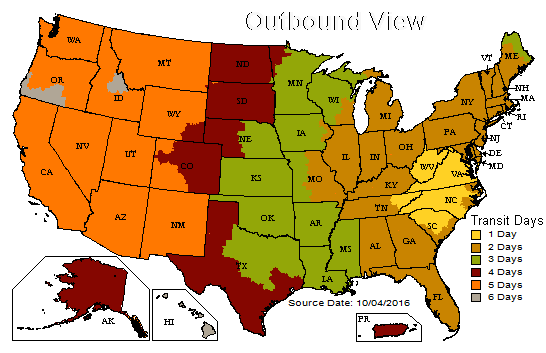 Outbound View
WA
MT
ND
MN
ME
VT
OR
ID
SD
WI
NY
NH
MA
MI
RI
CT
WY
IA
PA
NJ
NE
OH
DE
NV
UT
IL
IN
MD
CO
WV
VA
CA
KS
MO
KY
NC
AZ
NM
OK
AR
TN
SC
TX
MS
AL
GA
LA
FL
AK
HI
PR
Transit Days
1 Day
2 Days
3 Days
4 Days
5 Days
6 Days
Source Date: 10/04/2016